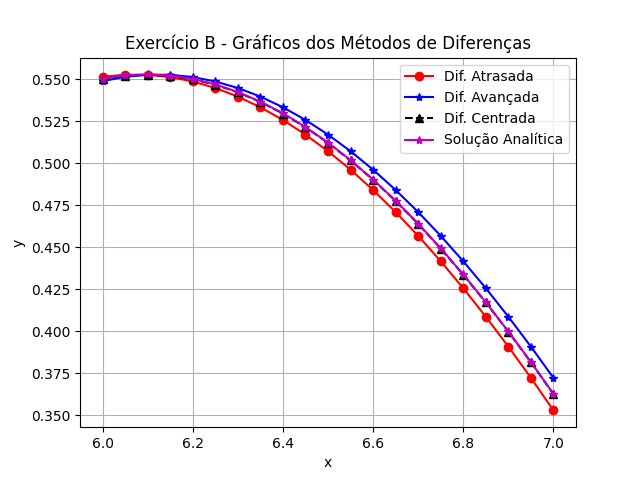 Exercício B - Gráficos dos Métodos de Diferenças
Dif. Atrasada
Dif. Avançada
Dif. Centrada
Solução Analítica
0.550
0.525
0.500
0.475
0.450
0.425
0.400
0.375
0.350
y
6.0 6.2 6.4 6.6 6.8 7.0
x